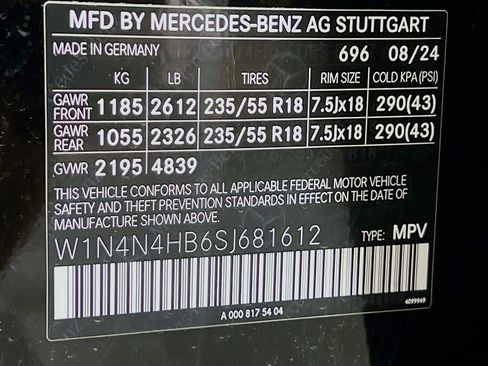 MFD BY MERCEDES-BENZ AG STUTTGART
MADE IN GERMANY 696 08/24
KG LB TIRES RIM SIZE COLD KPA (PSI)
GAWR FRONT 1185 2612 235/55 R18 7.5Jx18 290(43)
GAWR REAR 1055 2326 235/55 R18 7.5Jx18 290(43)
GVWR 2195 4839
THIS VEHICLE CONFORMS TO ALL APPLICABLE FEDERAL MOTOR VEHICLE
SAFETY AND THEFT PREVENTION STANDARDS IN EFFECT ON THE DATE OF
MANUFACTURE SHOWN ABOVE.
W1N4N4HB6SJ681612 TYPE: MPV
4099949
A 000 817 54 04